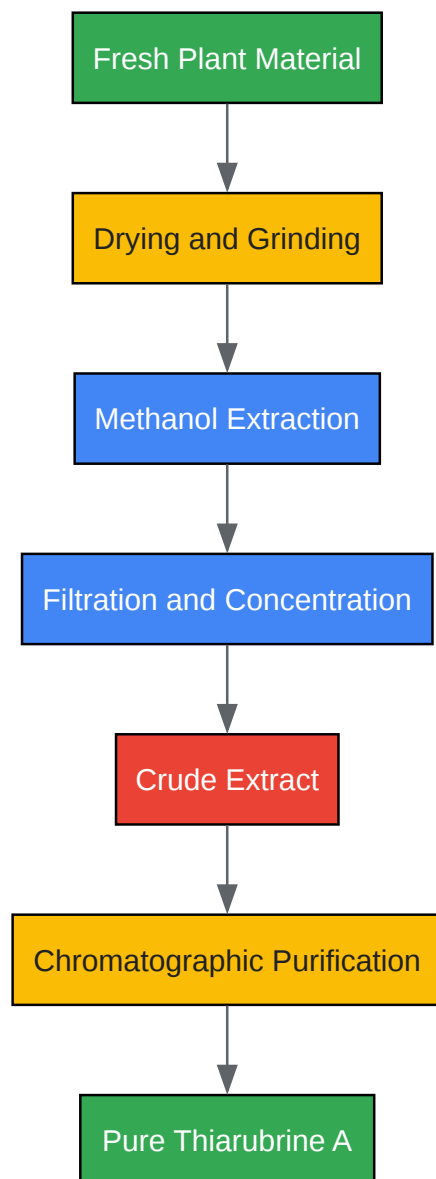 Fresh Plant Material
Drying and Grinding
Methanol Extraction
Filtration and Concentration
Crude Extract
Chromatographic Purification
Pure Thiarubrine A